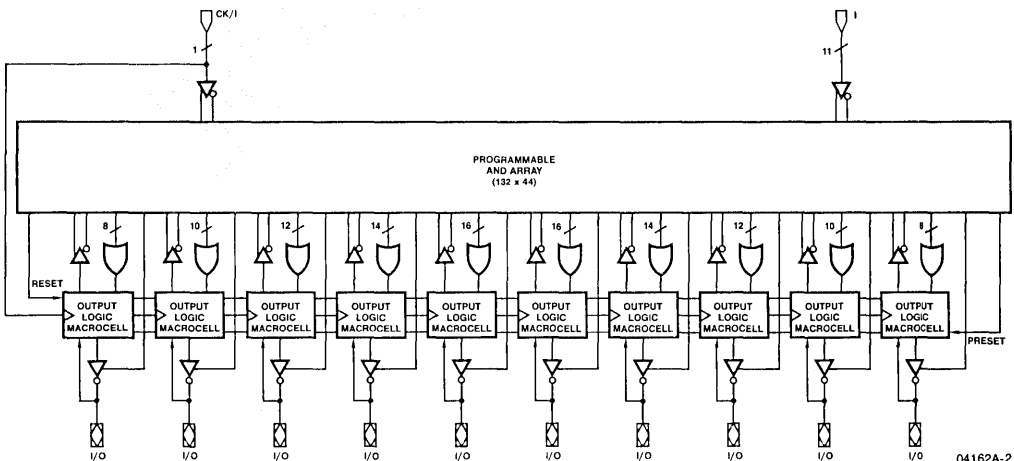 CK/I
I
1
11
PROGRAMMABLE
AND ARRAY
(132 x 44)
8
10
12
14
16
16
14
12
10
8
RESET
OUTPUT
LOGIC
MACROCELL
OUTPUT
LOGIC
MACROCELL
OUTPUT
LOGIC
MACROCELL
OUTPUT
LOGIC
MACROCELL
OUTPUT
LOGIC
MACROCELL
OUTPUT
LOGIC
MACROCELL
OUTPUT
LOGIC
MACROCELL
OUTPUT
LOGIC
MACROCELL
OUTPUT
LOGIC
MACROCELL
OUTPUT
LOGIC
MACROCELL
PRESET
I/O
I/O
I/O
I/O
I/O
I/O
I/O
I/O
I/O
I/O
04162A-2